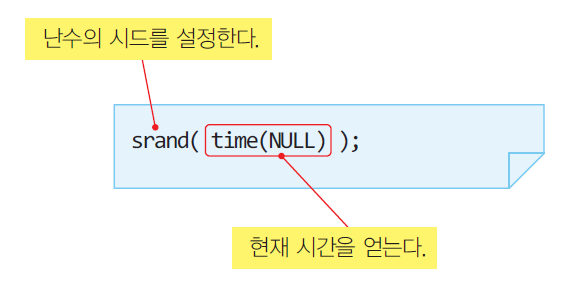 난수의 시드를 설정한다.
srand( time(NULL) );
현재 시간을 얻는다.